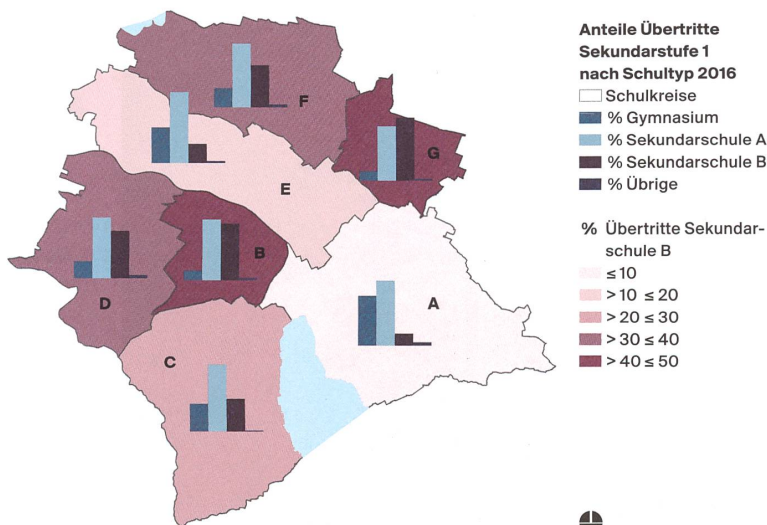 Anteile Übertritte
Sekundarstufe 1
nach Schultyp 2016
Schulkreise
% Gymnasium
% Sekundarschule A
% Sekundarschule B
% Übrige
% Übertritte Sekundar-
schule B
≤ 10
> 10 ≤ 20
> 20 ≤ 30
> 30 ≤ 40
> 40 ≤ 50
F
G
E
B
D
A
C